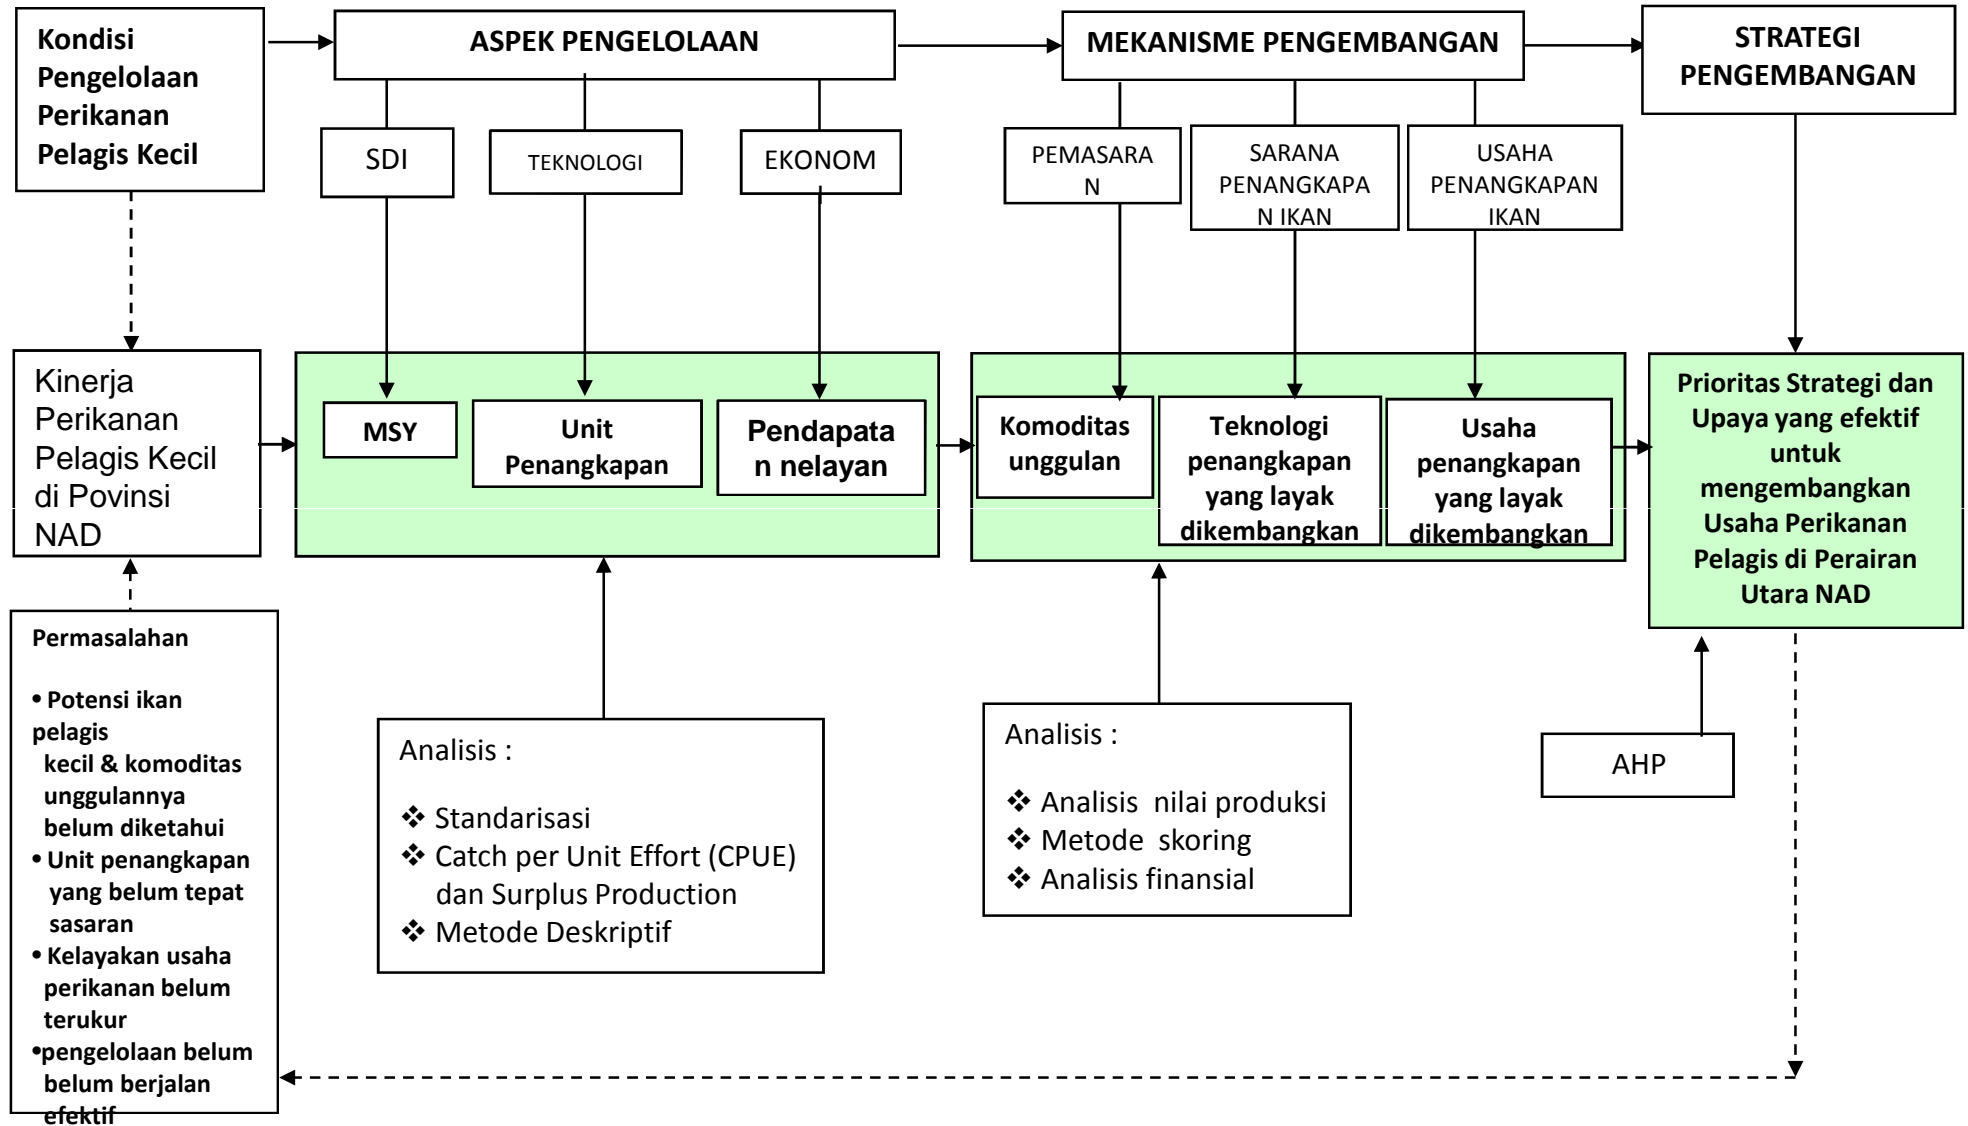 Kondisi
Pengelolaan
Perikanan
Pelagis Kecil
ASPEK PENGELOLAAN
MEKANISME PENGEMBANGAN
STRATEGI
PENGEMBANGAN
SDI
TEKNOLOGI
EKONOM
PEMASARA
N
SARANA
PENANGKAPA
N IKAN
USAHA
PENANGKAPAN
IKAN
Kinerja
Perikanan
Pelagis Kecil
di Povinsi
NAD
MSY
Unit
Penangkapan
Pendapata
n nelayan
Komoditas
unggulan
Teknologi
penangkapan
yang layak
dikembangkan
Usaha
penangkapan
yang layak
dikembangkan
Prioritas Strategi dan
Upaya yang efektif
untuk
mengembangkan
Usaha Perikanan
Pelagis di Perairan
Utara NAD
Permasalahan
• Potensi ikan
pelagis
kecil & komoditas
unggulannya
belum diketahui
• Unit penangkapan
yang belum tepat
sasaran
• Kelayakan usaha
perikanan belum
terukur
•pengelolaan belum
belum berjalan
efektif
Analisis :
❖ Standarisasi
❖ Catch per Unit Effort (CPUE)
dan Surplus Production
❖ Metode Deskriptif
Analisis :
❖ Analisis nilai produksi
❖ Metode skoring
❖ Analisis finansial
AHP